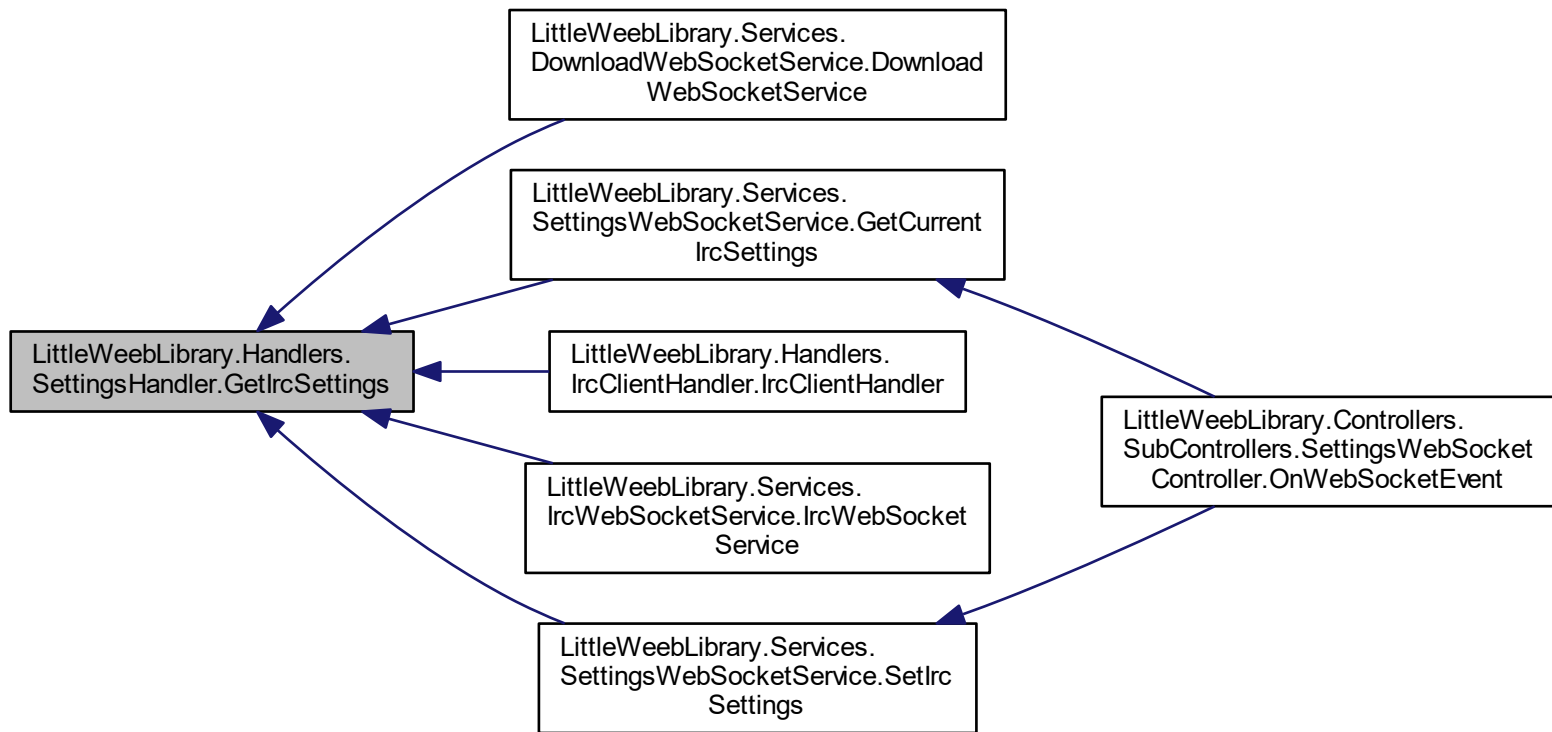 LittleWeebLibrary.Services.
DownloadWebSocketService.Download
WebSocketService
LittleWeebLibrary.Services.
SettingsWebSocketService.GetCurrent
IrcSettings
LittleWeebLibrary.Handlers.
SettingsHandler.GetIrcSettings
LittleWeebLibrary.Handlers.
IrcClientHandler.IrcClientHandler
LittleWeebLibrary.Controllers.
SubControllers.SettingsWebSocket
Controller.OnWebSocketEvent
LittleWeebLibrary.Services.
IrcWebSocketService.IrcWebSocket
Service
LittleWeebLibrary.Services.
SettingsWebSocketService.SetIrc
Settings